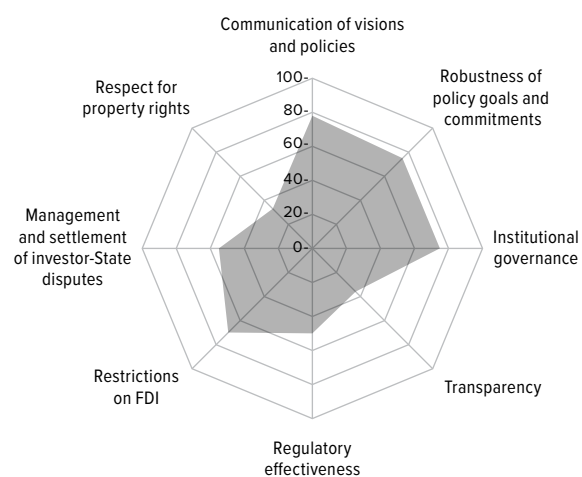 Communication of visions
and policies
Robustness of
policy goals and
commitments
Institutional
governance
Transparency
Regulatory
effectiveness
Restrictions
on FDI
Management
and settlement
of investor-State
disputes
Respect for
property rights
100-
80-
60-
40-
20-
0-